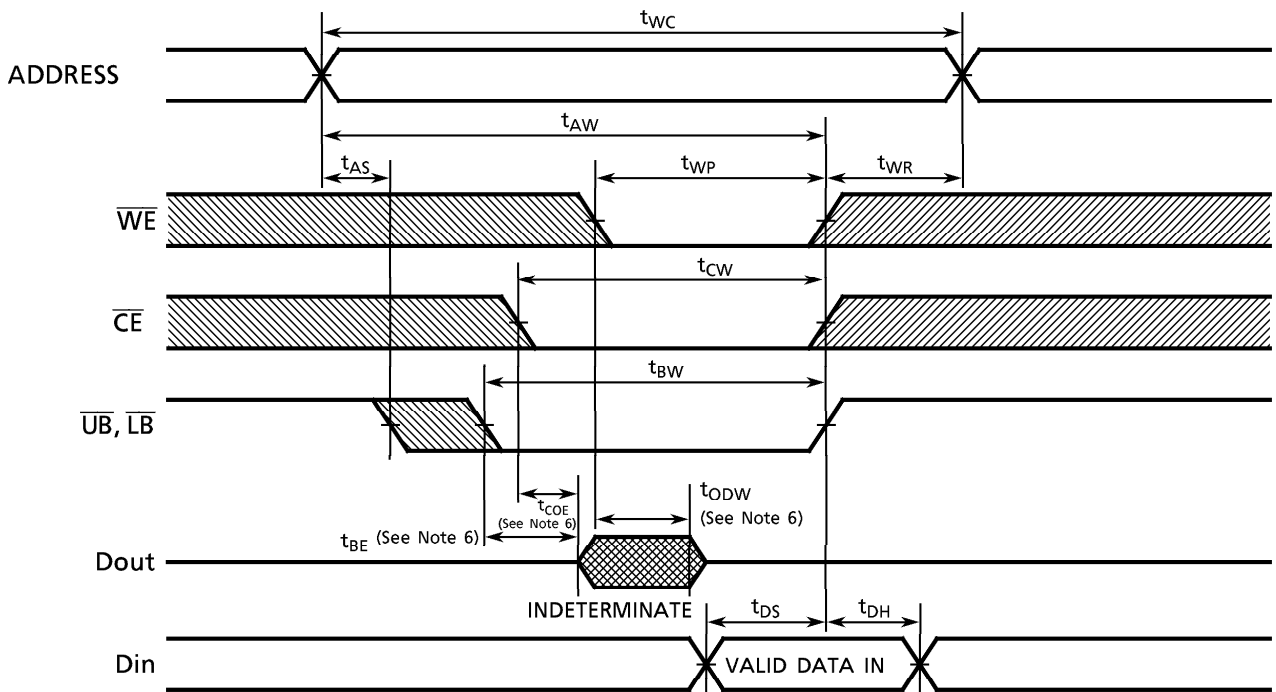 tWC
ADDRESS
tAW
tAS
tWP
tWR
WE
tCW
CE
tBW
UB, LB
tCOE
(See Note 6)
tODW
(See Note 6)
tBE (See Note 6)
Dout
INDETERMINATE
tDS
tDH
Din
VALID DATA IN